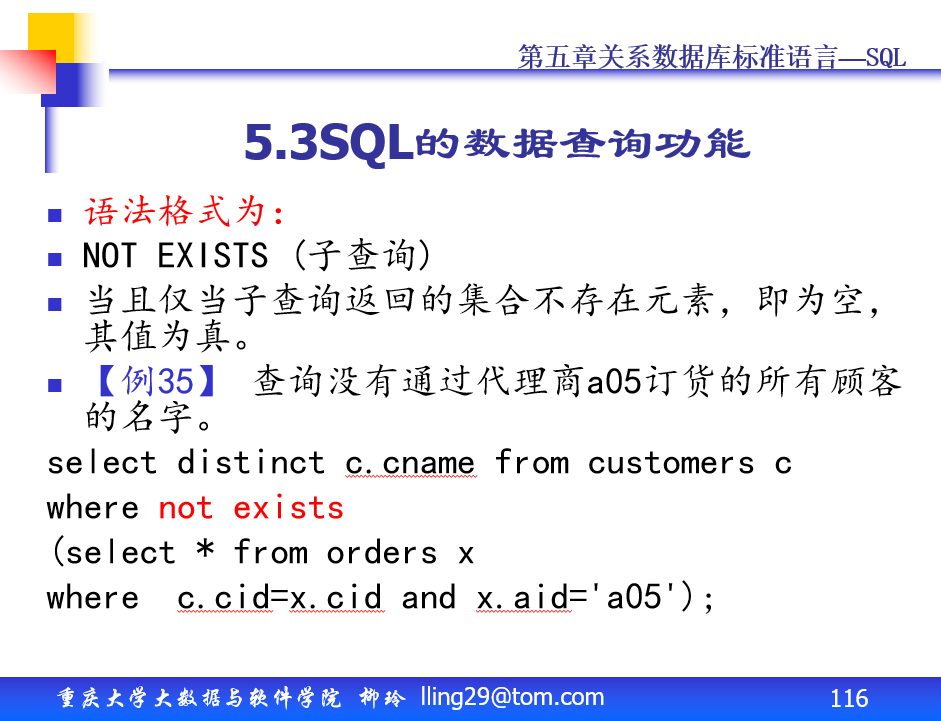 第五章关系数据库标准语言—SQL
5.3SQL的数据查询功能
语法格式为：
NOT EXISTS (子查询)
当且仅当子查询返回的集合不存在元素，即为空，
其值为真。
【例35】 查询没有通过代理商a05订货的所有顾客
的名字。
select distinct c.cname from customers c
where not exists
(select * from orders x
where  c.cid=x.cid and x.aid='a05');
重庆大学大数据与软件学院 柳玲 lling29@tom.com 116